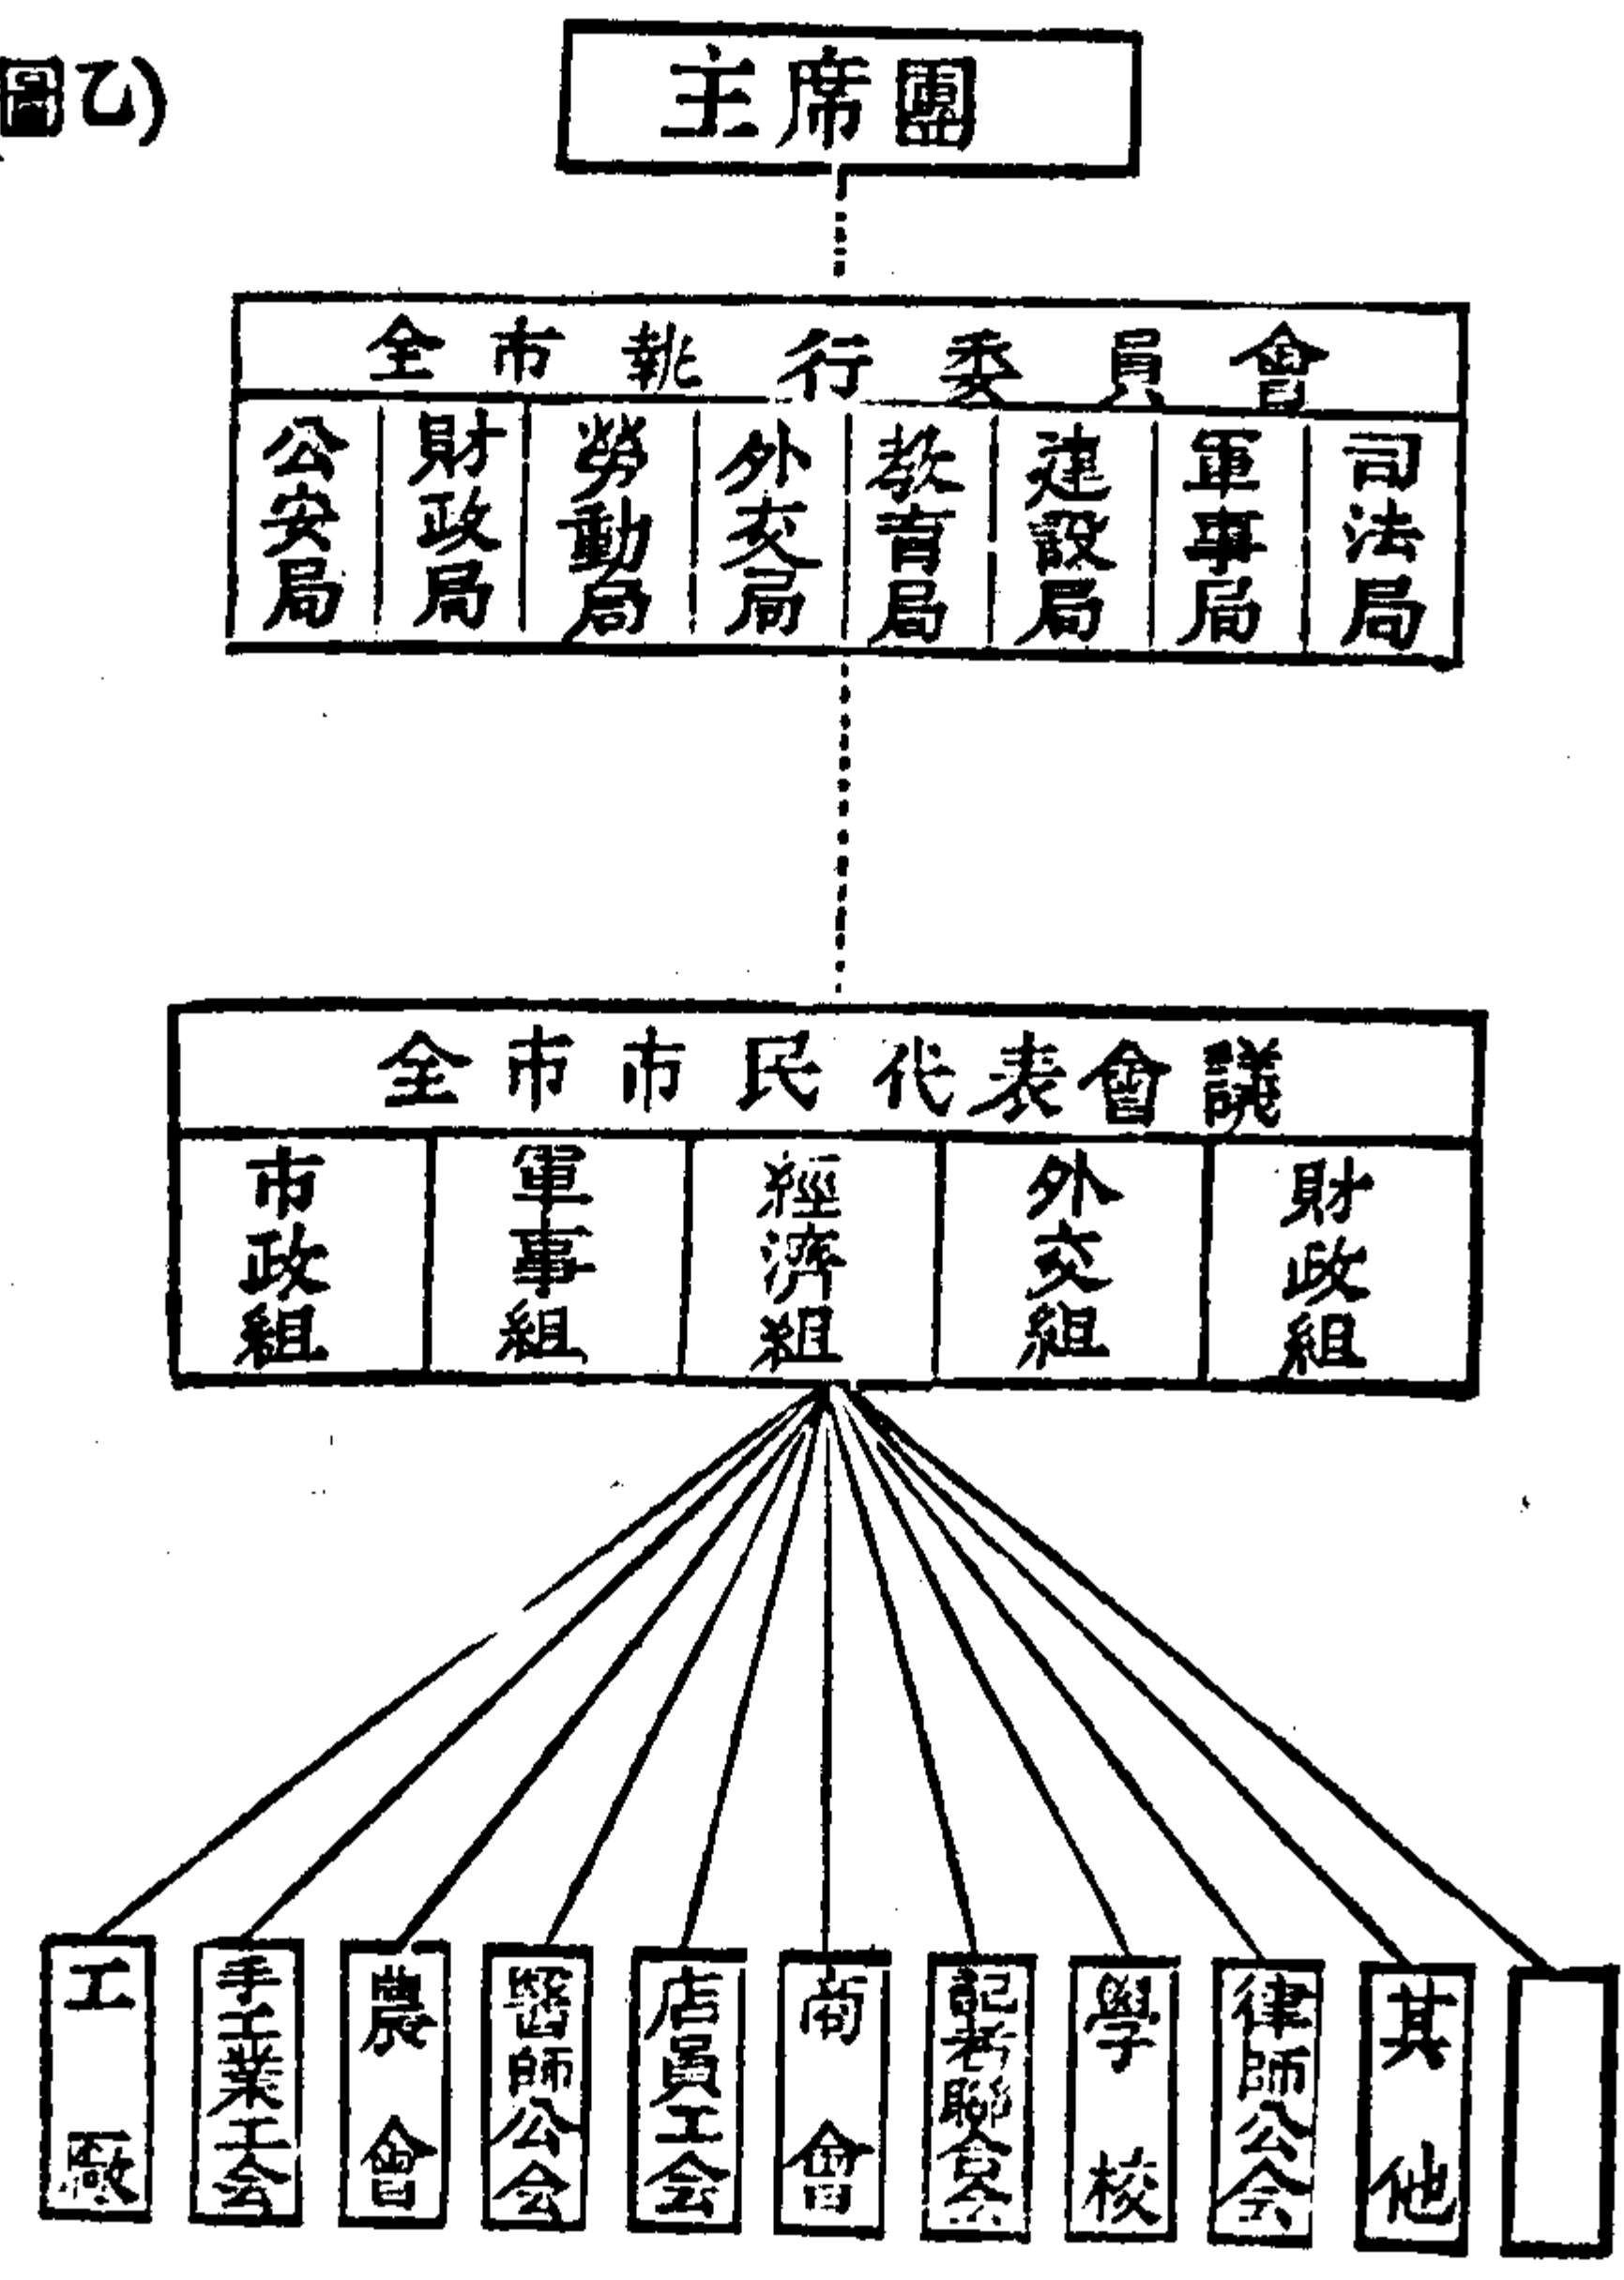 圖乙)
主席團
全市執行委員會
公安局
財政局
勞動局
外交局
教育局
建設局
軍事局
司法局
全市市民代表會議
市政組
軍事組
經濟組
外交組
財政組
工廠
手工業工会
農會
醫師公会
店員工会
商會
記者聯合会
學校
律師公会
其他